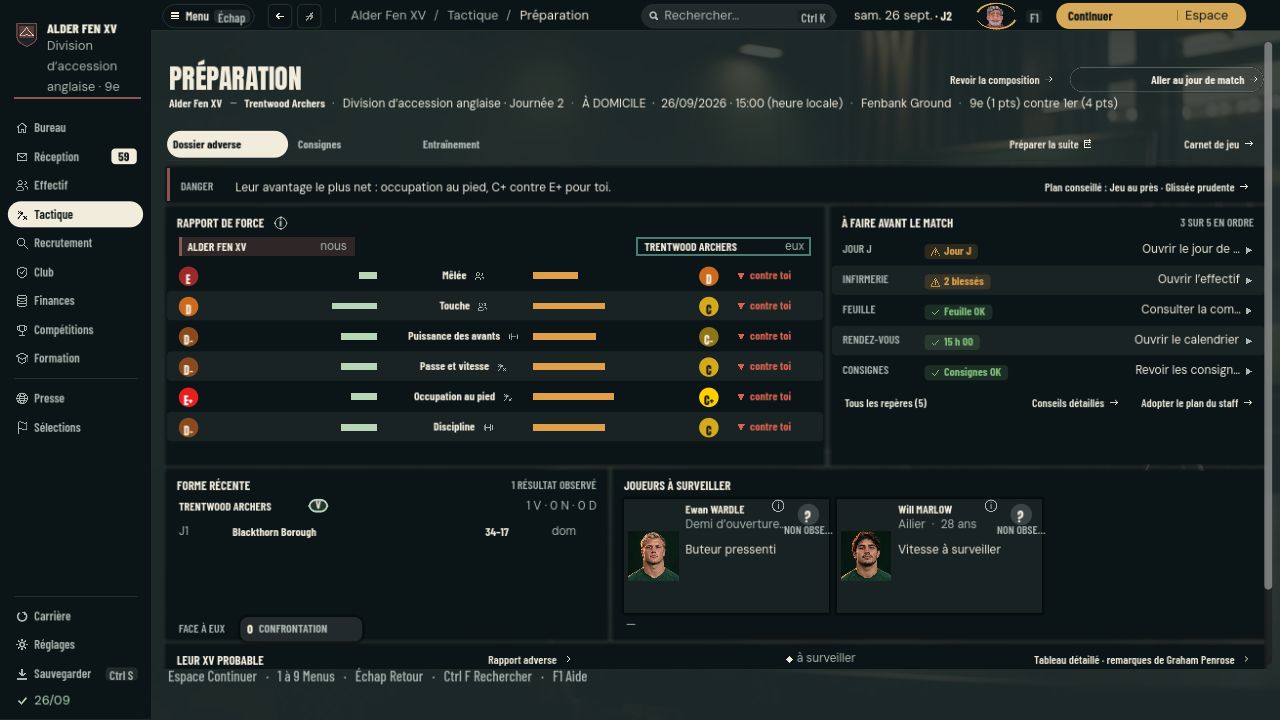 ALDER FEN XV
Division
d'accession
anglaise · 9e
Menu Échap
Alder Fen XV / Tactique / Préparation
Rechercher... Ctrl K
sam. 26 sept. · J2
F1
Continuer | Espace
Bureau
Réception 59
Effectif
Tactique
Recrutement
Club
Finances
Compétitions
Formation
Presse
Sélections
Carrière
Réglages
Sauvegarder Ctrl S
26/09
PRÉPARATION
Revoir la composition
Aller au jour de match
Alder Fen XV – Trentwood Archers · Division d'accession anglaise · Journée 2 · À DOMICILE · 26/09/2026 · 15:00 (heure locale) · Fenbank Ground · 9e (1 pts) contre 1er (4 pts)
Dossier adverse Consignes Entraînement
Préparer la suite Carnet de jeu
DANGER Leur avantage le plus net : occupation au pied, C+ contre E+ pour toi.
Plan conseillé : Jeu au près · Glissée prudente
RAPPORT DE FORCE
ALDER FEN XV nous TRENTWOOD ARCHERS eux
E Mêlée D contre toi
D Touche C contre toi
D- Puissance des avants C- contre toi
D- Passe et vitesse C contre toi
E+ Occupation au pied C+ contre toi
D- Discipline C contre toi
À FAIRE AVANT LE MATCH 3 SUR 5 EN ORDRE
JOUR J Jour J Ouvrir le jour de ...
INFIRMERIE 2 blessés Ouvrir l'effectif
FEUILLE Feuille OK Consulter la com...
RENDEZ-VOUS 15 h 00 Ouvrir le calendrier
CONSIGNES Consignes OK Revoir les consign...
Tous les repères (5) Conseils détaillés Adopter le plan du staff
FORME RÉCENTE 1 RÉSULTAT OBSERVÉ
TRENTWOOD ARCHERS V 1 V · 0 N · 0 D
J1 Blackthorn Borough 34-17 dom
FACE À EUX 0 CONFRONTATION
JOUEURS À SURVEILLER
Ewan WARDLE
Demi d'ouverture...
? NON OBSE...
Buteur pressenti
Will MARLOW
Ailier · 28 ans
? NON OBSE...
Vitesse à surveiller
—
LEUR XV PROBABLE Rapport adverse
à surveiller
Tableau détaillé · remarques de Graham Penrose
Espace Continuer · 1 à 9 Menus · Échap Retour · Ctrl F Rechercher · F1 Aide